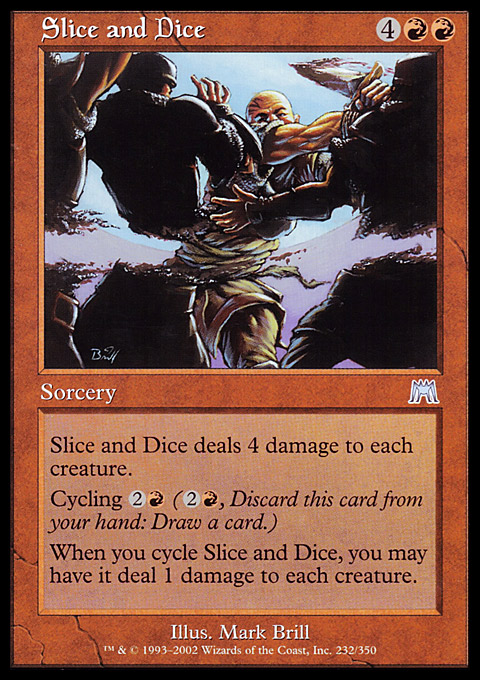 Slice and Dice 4
Brill
Sorcery
Slice and Dice deals 4 damage to each
creature.
Cycling 2 (2, Discard this card from
your hand: Draw a card.)
When you cycle Slice and Dice, you may
have it deal 1 damage to each creature.
Illus. Mark Brill
™ & © 1993–2002 Wizards of the Coast, Inc. 232/350